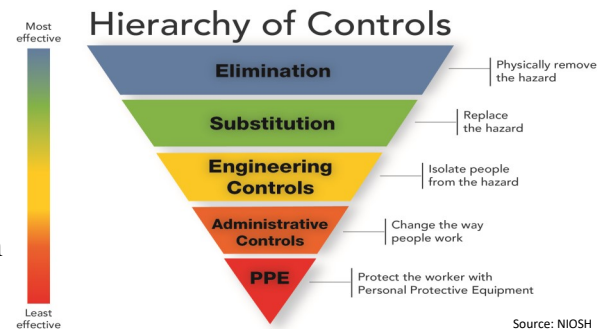 Hierarchy of Controls
Most
effective
Elimination
Physically remove
the hazard
Substitution
Replace
the hazard
Engineering
Controls
Isolate people
from the hazard
Administrative
Controls
Change the way
people work
PPE
Protect the worker with
Personal Protective Equipment
Least
effective
Source: NIOSH